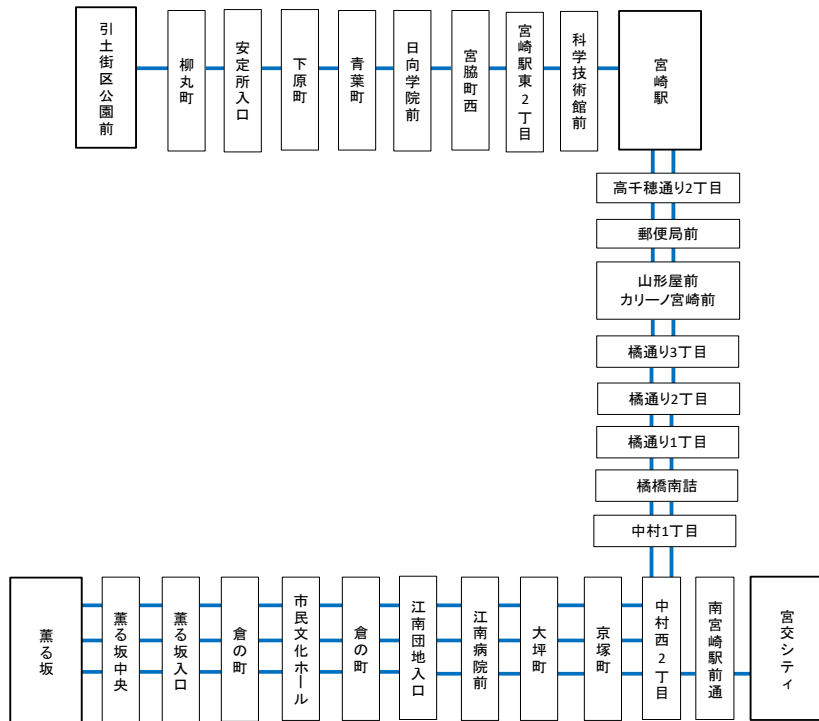 引土街区公園前
柳丸町
安定所入口
下原町
青葉町
日向学院前
宮脇町西
宮崎駅東2丁目
科学技術館前
宮崎駅
高千穂通り2丁目
郵便局前
山形屋前
カリーノ宮崎前
橘通り3丁目
橘通り2丁目
橘通り1丁目
橘橋南詰
中村1丁目
薫る坂
薫る坂中央
薫る坂入口
倉の町
市民文化ホール
倉の町
江南団地入口
江南病院前
大坪町
京塚町
中村西2丁目
南宮崎駅前通
宮交シティ